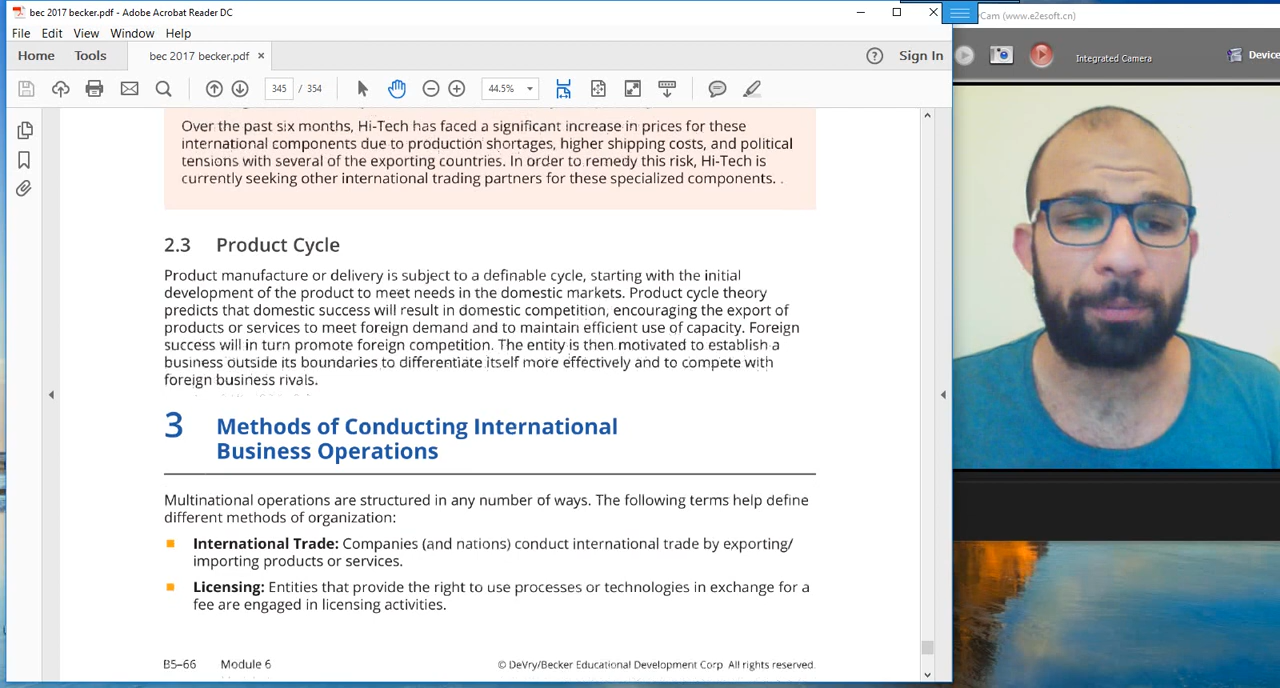 bec 2017 becker.pdf - Adobe Acrobat Reader DC
Cam (www.e2esoft.cn)
File Edit View Window Help
Home Tools bec 2017 becker.pdf × Sign In
Integrated Camera Device
345 / 354 44.5%
Over the past six months, Hi-Tech has faced a significant increase in prices for these
international components due to production shortages, higher shipping costs, and political
tensions with several of the exporting countries. In order to remedy this risk, Hi-Tech is
currently seeking other international trading partners for these specialized components. .
2.3 Product Cycle
Product manufacture or delivery is subject to a definable cycle, starting with the initial
development of the product to meet needs in the domestic markets. Product cycle theory
predicts that domestic success will result in domestic competition, encouraging the export of
products or services to meet foreign demand and to maintain efficient use of capacity. Foreign
success will in turn promote foreign competition. The entity is then motivated to establish a
business outside its boundaries to differentiate itself more effectively and to compete with
foreign business rivals.
3 Methods of Conducting International
Business Operations
Multinational operations are structured in any number of ways. The following terms help define
different methods of organization:
International Trade: Companies (and nations) conduct international trade by exporting/
importing products or services.
Licensing: Entities that provide the right to use processes or technologies in exchange for a
fee are engaged in licensing activities.
B5–66 Module 6 © DeVry/Becker Educational Development Corp All rights reserved.